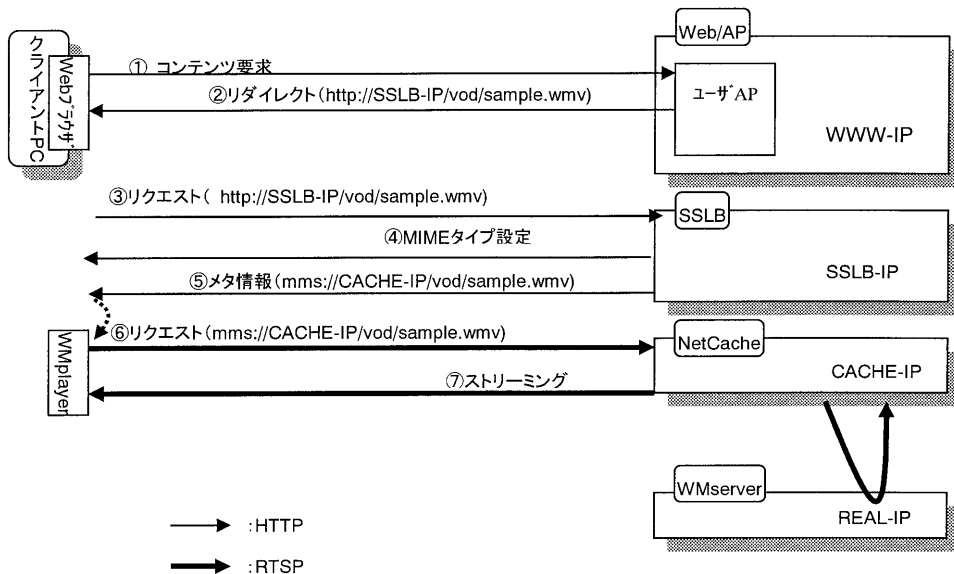 クライアントPC
Webブラウザ
Web/AP
① コンテンツ要求
②リダイレクト(http://SSLB-IP/vod/sample.wmv)
ユーザAP
WWW-IP
③リクエスト( http://SSLB-IP/vod/sample.wmv)
SSLB
④MIMEタイプ設定
SSLB-IP
⑤メタ情報(mms://CACHE-IP/vod/sample.wmv)
⑥リクエスト(mms://CACHE-IP/vod/sample.wmv)
NetCache
WMplayer
⑦ストリーミング
CACHE-IP
WMserver
REAL-IP
:HTTP
:RTSP